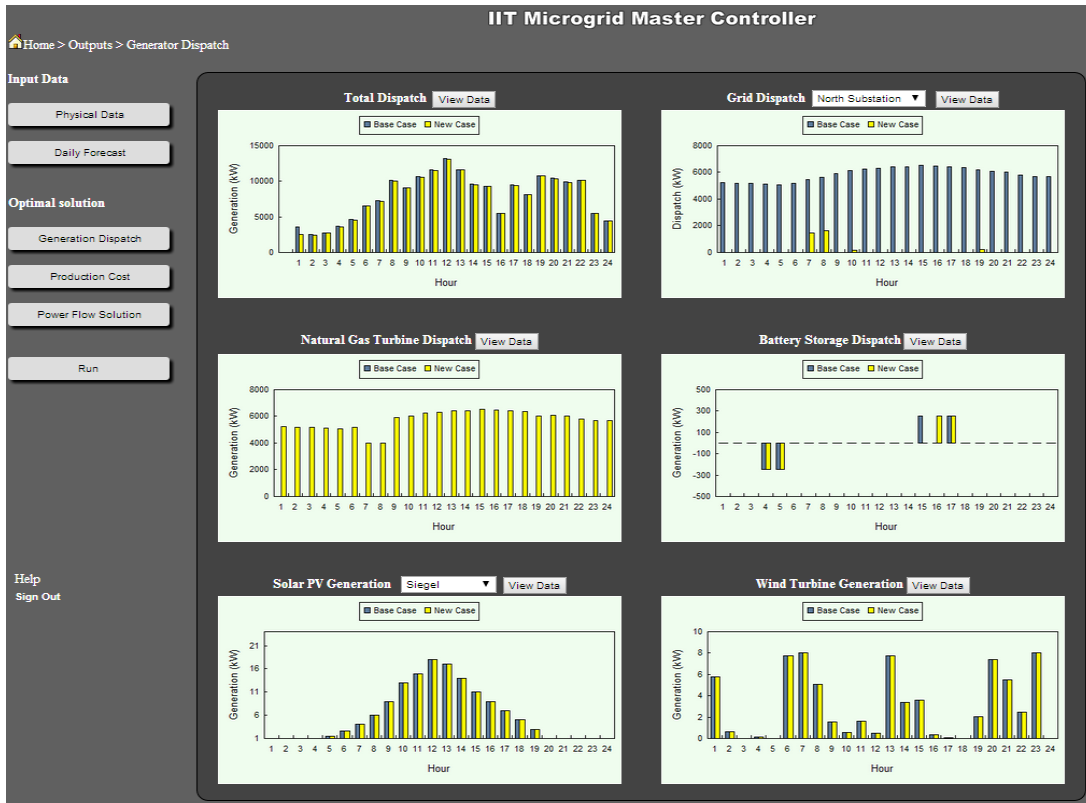 IIT Microgrid Master Controller
Home > Outputs > Generator Dispatch
Input Data
Physical Data
Daily Forecast
Optimal solution
Generation Dispatch
Production Cost
Power Flow Solution
Run
Help
Sign Out
Total Dispatch View Data
Base Case New Case
Generation (kW)
15000
10000
5000
0
1 2 3 4 5 6 7 8 9 10 11 12 13 14 15 16 17 18 19 20 21 22 23 24
Hour
Grid Dispatch North Substation ▼ View Data
Base Case New Case
Dispatch (kW)
8000
6000
4000
2000
0
1 2 3 4 5 6 7 8 9 10 11 12 13 14 15 16 17 18 19 20 21 22 23 24
Hour
Natural Gas Turbine Dispatch View Data
Base Case New Case
Generation (kW)
8000
6000
4000
2000
0
1 2 3 4 5 6 7 8 9 10 11 12 13 14 15 16 17 18 19 20 21 22 23 24
Hour
Battery Storage Dispatch View Data
Base Case New Case
Generation (kW)
500
300
100
-100
-300
-500
1 2 3 4 5 6 7 8 9 10 11 12 13 14 15 16 17 18 19 20 21 22 23 24
Hour
Solar PV Generation Siegel ▼ View Data
Base Case New Case
Generation (kW)
21
16
11
6
1
1 2 3 4 5 6 7 8 9 10 11 12 13 14 15 16 17 18 19 20 21 22 23 24
Hour
Wind Turbine Generation View Data
Base Case New Case
Generation (kW)
10
8
6
4
2
0
1 2 3 4 5 6 7 8 9 10 11 12 13 14 15 16 17 18 19 20 21 22 23 24
Hour